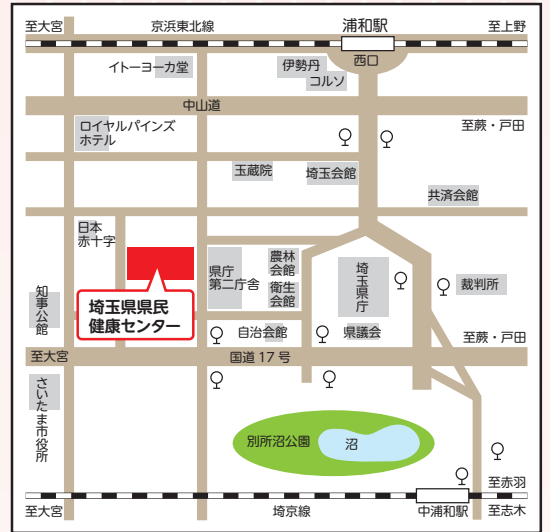 至大宮
京浜東北線
浦和駅
至上野
西口
イトーヨーカ堂
伊勢丹
コルソ
中山道
ロイヤルパインズ
ホテル
至蕨・戸田
玉蔵院
埼玉会館
共済会館
日本
赤十字
県庁
第二庁舎
農林
会館
衛生
会館
埼玉県庁
裁判所
知事公館
埼玉県県民
健康センター
自治会館
県議会
至蕨・戸田
至大宮
国道17号
さいたま市役所
別所沼公園
沼
至赤羽
至大宮
埼京線
中浦和駅
至志木